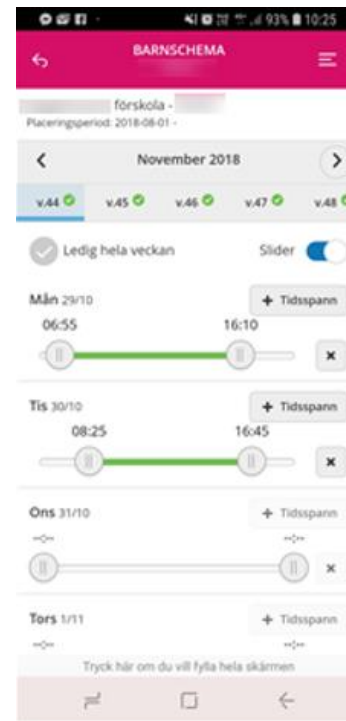 93% 10:25
BARNSCHEMA
förskola -
Placeringsperiod: 2018-08-01 -
November 2018
v.44 v.45 v.46 v.47 v.48
Ledig hela veckan Slider
Mån 29/10 + Tidsspann
06:55 16:10
Tis 30/10 + Tidsspann
08:25 16:45
Ons 31/10 + Tidsspann
--:-- --:--
Tors 1/11 + Tidsspann
--:-- --:--
Tryck här om du vill fylla hela skärmen